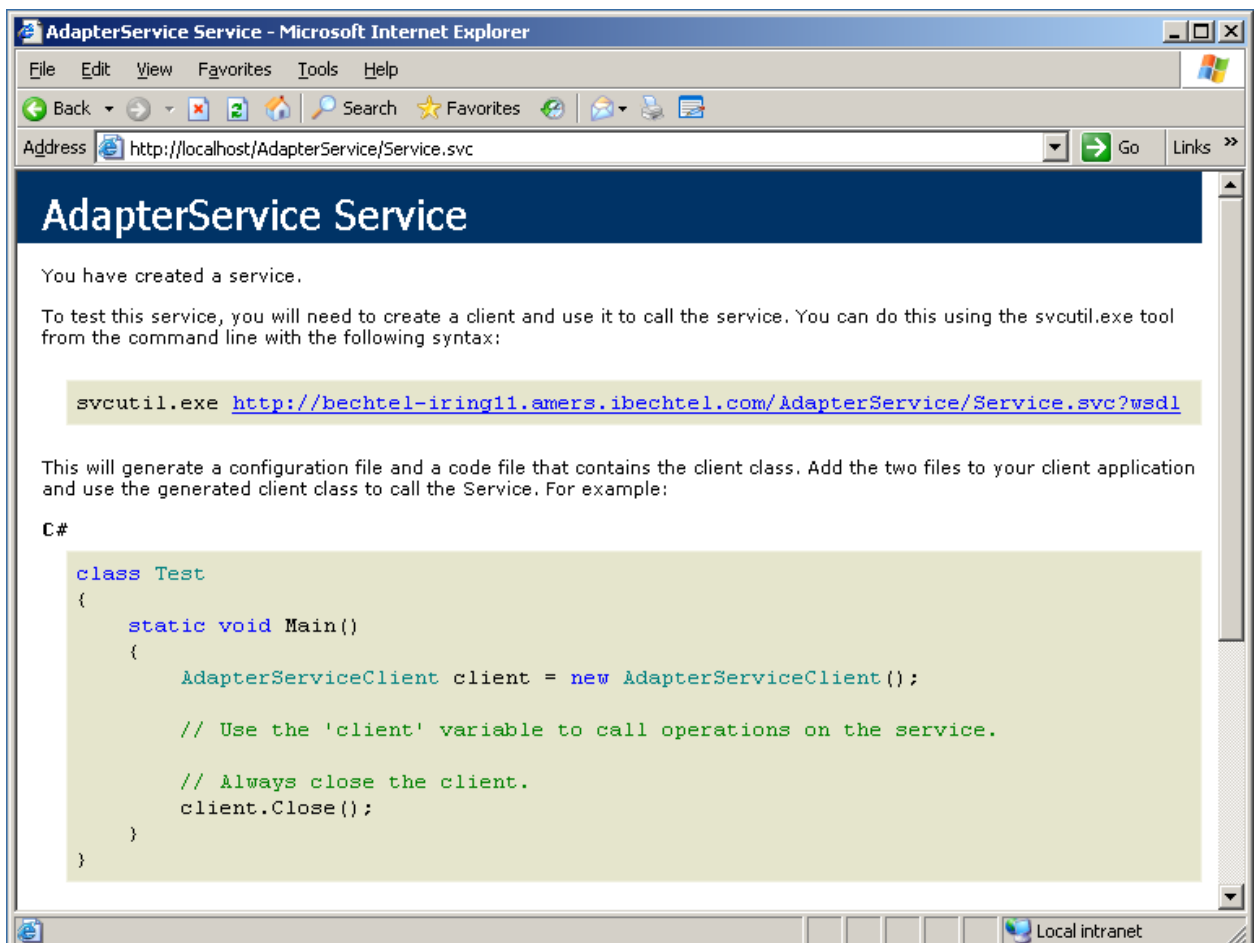 AdapterService Service - Microsoft Internet Explorer
File Edit View Favorites Tools Help
Back Search Favorites
Address http://localhost/AdapterService/Service.svc Go Links »
AdapterService Service
You have created a service.
To test this service, you will need to create a client and use it to call the service. You can do this using the svcutil.exe tool
from the command line with the following syntax:
svcutil.exe http://bechtel-iring11.amers.ibechtel.com/AdapterService/Service.svc?wsdl
This will generate a configuration file and a code file that contains the client class. Add the two files to your client application
and use the generated client class to call the Service. For example:
C#
class Test
{
static void Main()
{
AdapterServiceClient client = new AdapterServiceClient();
// Use the 'client' variable to call operations on the service.
// Always close the client.
client.Close();
}
}
Local intranet